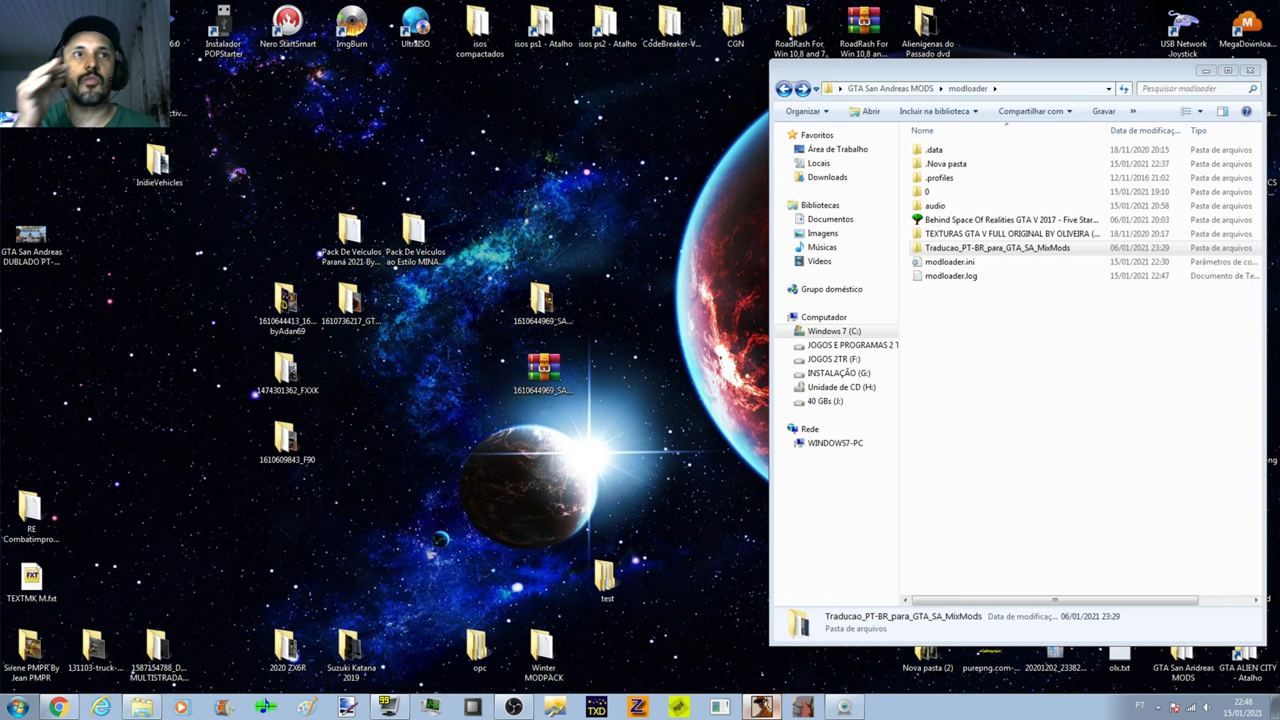 Instalador
POPStarter
Nero StartSmart
ImgBurn
UltraISO
isos
compactados
isos ps1 - Atalho
isos ps2 - Atalho
CodeBreaker-V...
CGN
RoadRash For
Win 10,8 and 7...
RoadRash For
Win 10,8 an...
Alienígenas do
Passado dvd
USB Network
Joystick
MegaDownloa...
IndieVehicles
GTA San Andreas
DUBLADO PT-...
Pack De Veículos
Paraná 2021 By...
Pack De Veículos
ao Estilo MINA...
1610644413_16...
byAdan69
1610736217_GT...
1610644969_SA...
1474301362_FXXK
1610644969_SA...
1610609843_F90
RE
Combatimpro...
TEXTMK M.fxt
test
Sirene PMPR By
Jean PMPR
131103-truck-...
1587154788_D...
MULTISTRADA...
2020 ZX6R
Suzuki Katana
2019
opc
Winter
MODPACK
GTA San Andreas MODS
modloader
Pesquisar modloader
Organizar
Abrir
Incluir na biblioteca
Compartilhar com
Gravar
»
Favoritos
Área de Trabalho
Locais
Downloads
Bibliotecas
Documentos
Imagens
Músicas
Vídeos
Grupo doméstico
Computador
Windows 7 (C:)
JOGOS E PROGRAMAS 2 T
JOGOS 2TR (F:)
INSTALAÇÃO (G:)
Unidade de CD (H:)
40 GBs (J:)
Rede
WINDOWS7-PC
Nome Data de modificaç... Tipo
.data 18/11/2020 20:15 Pasta de arquivos
.Nova pasta 15/01/2021 22:37 Pasta de arquivos
.profiles 12/11/2016 21:02 Pasta de arquivos
0 15/01/2021 19:10 Pasta de arquivos
audio 15/01/2021 20:58 Pasta de arquivos
Behind Space Of Realities GTA V 2017 - Five Star... 06/01/2021 20:03 Pasta de arquivos
TEXTURAS GTA V FULL ORIGINAL BY OLIVEIRA (... 18/11/2020 20:17 Pasta de arquivos
Traducao_PT-BR_para_GTA_SA_MixMods 06/01/2021 23:29 Pasta de arquivos
modloader.ini 15/01/2021 22:30 Parâmetros de co...
modloader.log 15/01/2021 22:47 Documento de Te...
Traducao_PT-BR_para_GTA_SA_MixMods Data de modificaç... 06/01/2021 23:29
Pasta de arquivos
Nova pasta (2)
purepng.com-...
20201202_23382...
olx.txt
GTA San Andreas
MODS
GTA ALIEN CITY
- Atalho
99
TXD
PT
22:48
15/01/2021